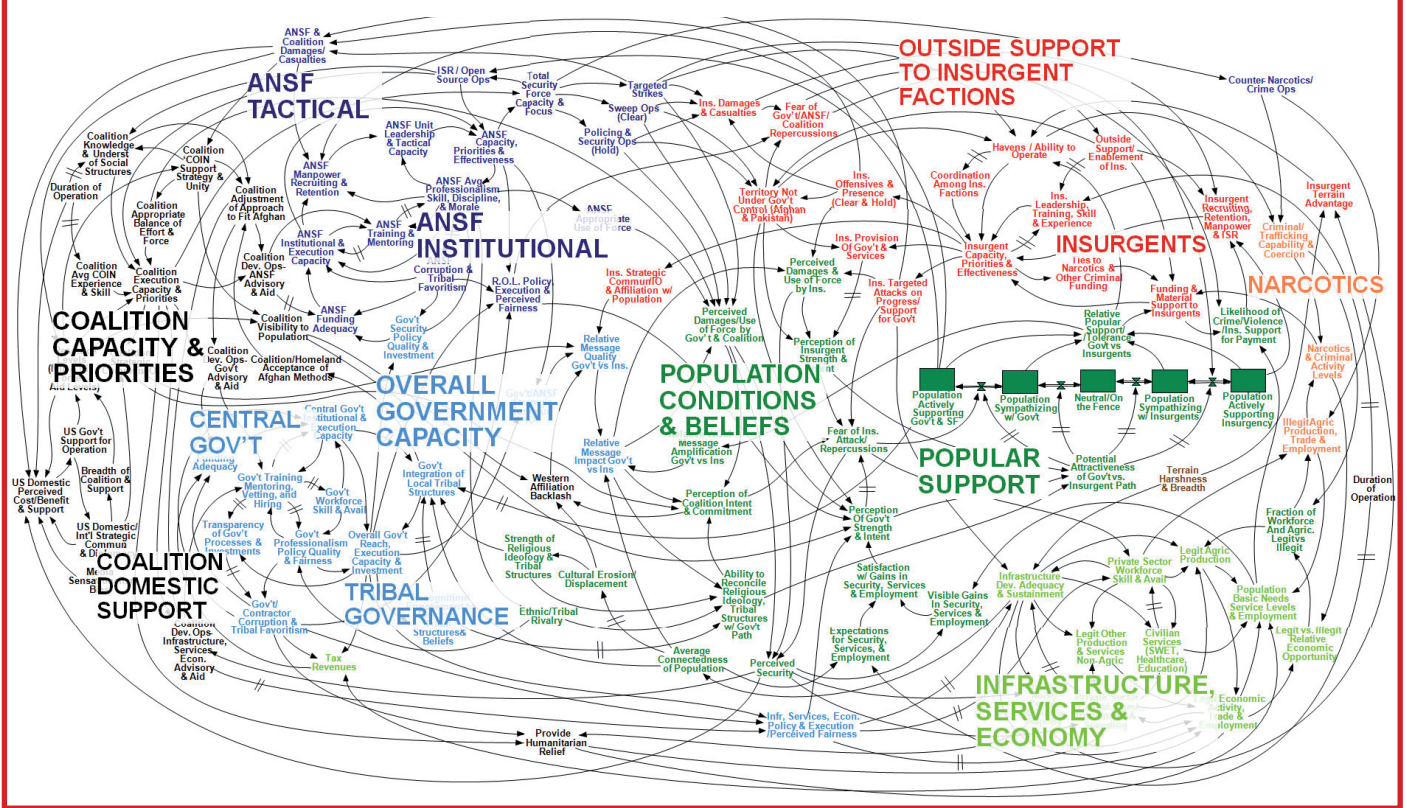 ANSF &
Coalition
Damages/
Casualties
ANSF
TACTICAL
ISR / Open
Source Ops
Total
Security
Force
Capacity &
Focus
Targeted
Strikes
Sweep Ops
(Clear)
Policing &
Security Ops
(Hold)
Ins. Damages
& Casualties
Fear of
Gov't/ANSF/
Coalition
Repercussions
OUTSIDE SUPPORT
TO INSURGENT
FACTIONS
Counter Narcotics/
Crime Ops
Coalition
Knowledge
& Underst
of Social
Structures
Coalition
COIN
Support
Strategy &
Unity
Duration of
Operation
Coalition
Appropriate
Balance of
Effort &
Force
Coalition
Adjustment
of Approach
to Fit Afghan
ANSF Unit
Leadership
& Tactical
Capacity
ANSF
Capacity,
Priorities &
Effectiveness
ANSF
Manpower
Recruiting &
Retention
ANSF Avg
Professionalism
Skill, Discipline,
& Morale
ANSF
Training &
Mentoring
ANSF
INSTITUTIONAL
ANSF
Institutional &
Execution
Capacity
ANSF
Appropriate
Use of Force
Corruption &
Tribal
Favoritism
R.O.L. Policy,
Execution &
Perceived
Fairness
Coalition
Dev. Ops-
ANSF
Advisory
& Aid
Coalition
Avg COIN
Experience
& Skill
Coalition
Execution
Capacity &
Priorities
ANSF
Funding
Adequacy
Coalition
Visibility to
Population
COALITION
CAPACITY &
PRIORITIES
Coalition
Dev. Ops-
Gov't
Advisory
& Aid
Coalition/Homeland
Acceptance of
Afghan Methods
Gov't
Security
Policy
Quality &
Investment
Territory Not
Under Gov't
Control (Afghan
& Pakistan)
Ins.
Offensives &
Presence
(Clear & Hold)
Ins. Provision
Of Gov't &
Services
Perceived
Damages &
Use of Force
by Ins.
Ins. Targeted
Attacks on
Progress/
Support
for Gov't
Ins. Strategic
Commun/IO
& Affiliation w/
Population
Havens / Ability to
Operate
Outside
Support/
Enablement
of Ins.
Coordination
Among Ins.
Factions
Ins.
Leadership,
Training, Skill
& Experience
Insurgent
Recruiting,
Retention,
Manpower
& ISR
Insurgent
Terrain
Advantage
Criminal/
Trafficking
Capability &
Coercion
INSURGENTS
Insurgent
Capacity,
Priorities &
Effectiveness
Ties to
Narcotics &
Other Criminal
Funding
Funding &
Material
Support to
Insurgents
NARCOTICS
Perceived
Damages/Use
of Force by
Gov't & Coalition
Relative
Message
Quality
Gov't vs Ins.
Perception of
Insurgent
Strength &
Relative
Popular
Support/
Tolerance
Gov't vs
Insurgents
Likelihood of
Crime/Violence
/Ins. Support
for Payment
Narcotics
& Criminal
Activity
Levels
OVERALL
GOVERNMENT
CAPACITY
POPULATION
CONDITIONS
& BELIEFS
Population
Actively
Supporting
Gov't & SF
Population
Sympathizing
w/ Gov't
Neutral/On
the Fence
Population
Sympathizing
w/ Insurgents
Population
Actively
Supporting
Insurgency
CENTRAL
GOV'T
Central Gov't
Institutional &
Execution
Capacity
Adequacy
US Gov't
Support for
Operation
Breadth of
Coalition &
Support
US Domestic
Perceived
Cost/Benefit
& Support
US Domestic/
Int'l Strategic
Commun
COALITION
DOMESTIC
SUPPORT
Gov't Training
Mentoring,
Vetting, and
Hiring
Gov't
Workforce
Skill & Avail
Gov't
Integration of
Local Tribal
Structures
Transparency
of Gov't
Processes &
Investments
Gov't
Professionalism
Policy Quality
& Fairness
Overall Gov't
Reach,
Execution
Capacity &
Investment
TRIBAL
GOVERNANCE
Structures&
Beliefs
Gov't/
Contractor
Corruption &
Tribal Favoritism
Coalition
Dev. Ops
Infrastructure,
Services
Econ.
Advisory
& Aid
Tax
Revenues
Relative
Message
Impact Gov't
vs Ins
Western
Affiliation
Backlash
Message
Amplification
Gov't vs Ins
Fear of Ins.
Attack/
Repercussions
Perception of
Coalition Intent
& Commitment
Perception
Of Gov't
Strength
& Intent
POPULAR
SUPPORT
Potential
Attractiveness
of Gov't vs.
Insurgent Path
Terrain
Harshness
& Breadth
IllegitAgric
Production,
Trade &
Employment
Duration
of
Operation
Fraction of
Workforce
And Agric.
Legitvs
Illegit
Strength of
Religious
Ideology &
Tribal
Structures
Cultural Erosion/
Displacement
Ethnic/Tribal
Rivalry
Ability to
Reconcile
Religious
Ideology,
Tribal
Structures
w/ Gov't
Path
Satisfaction
w/ Gains in
Security, Services
& Employment
Visible Gains
In Security,
Services &
Employment
Expectations
for Security,
Services, &
Employment
Average
Connectedness
of Population
Perceived
Security
Infrastructure
Dev. Adequacy
& Sustainment
Private Sector
Workforce
Skill & Avail
Legit Agric
Production
Population
Basic Needs
Service Levels
& Employment
Legit Other
Production
& Services
Non-Agric
Civilian
Services
(SWET,
Healthcare,
Education)
Legit vs. Illegit
Relative
Economic
Opportunity
INFRASTRUCTURE,
SERVICES &
ECONOMY
Economic
Activity,
Trade &
Employment
Infr, Services, Econ.
Policy & Execution
/Perceived Fairness
Provide
Humanitarian
Relief